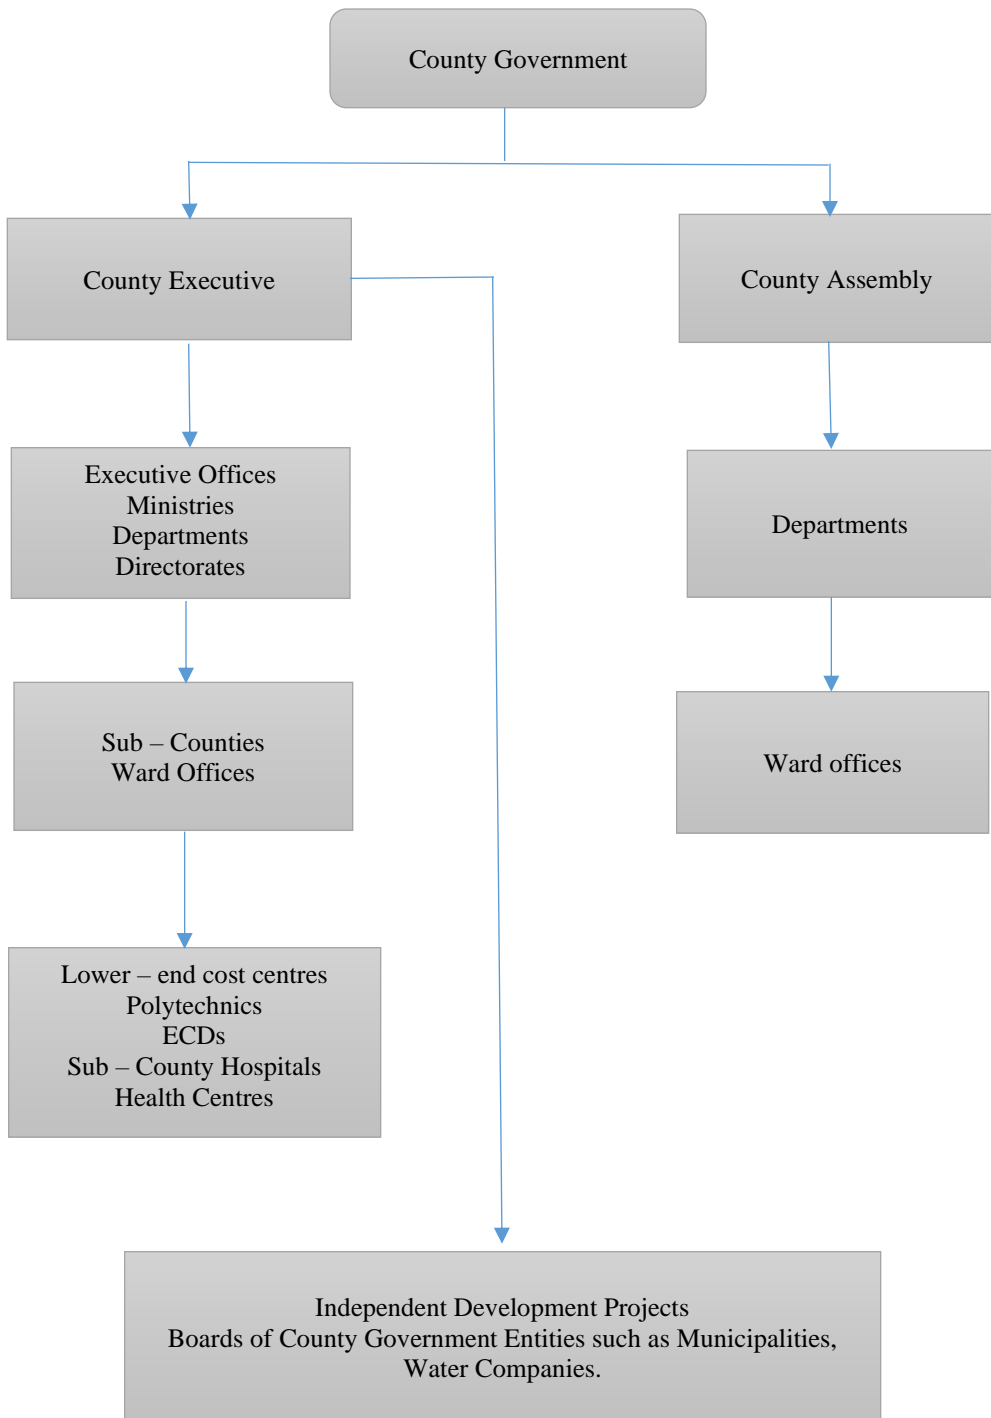 County Government
County Executive
County Assembly
Executive Offices
Ministries
Departments
Directorates
Departments
Sub – Counties
Ward Offices
Ward offices
Lower – end cost centres
Polytechnics
ECDs
Sub – County Hospitals
Health Centres
Independent Development Projects
Boards of County Government Entities such as Municipalities,
Water Companies.